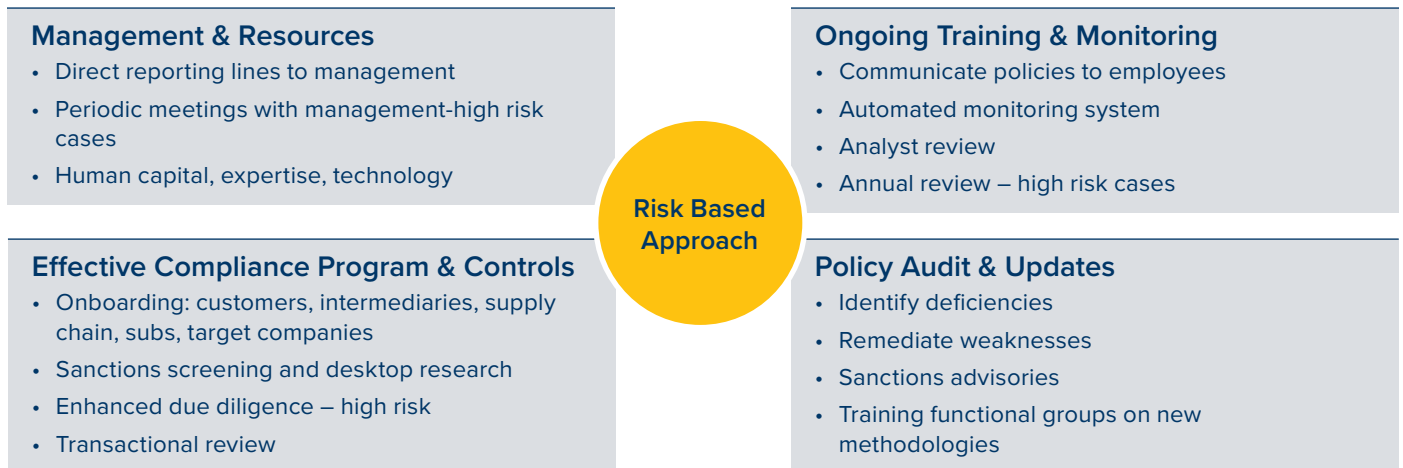 Management & Resources
• Direct reporting lines to management
• Periodic meetings with management-high risk
cases
• Human capital, expertise, technology
Ongoing Training & Monitoring
• Communicate policies to employees
• Automated monitoring system
• Analyst review
• Annual review – high risk cases
Risk Based
Approach
Effective Compliance Program & Controls
• Onboarding: customers, intermediaries, supply
chain, subs, target companies
• Sanctions screening and desktop research
• Enhanced due diligence – high risk
• Transactional review
Policy Audit & Updates
• Identify deficiencies
• Remediate weaknesses
• Sanctions advisories
• Training functional groups on new
methodologies